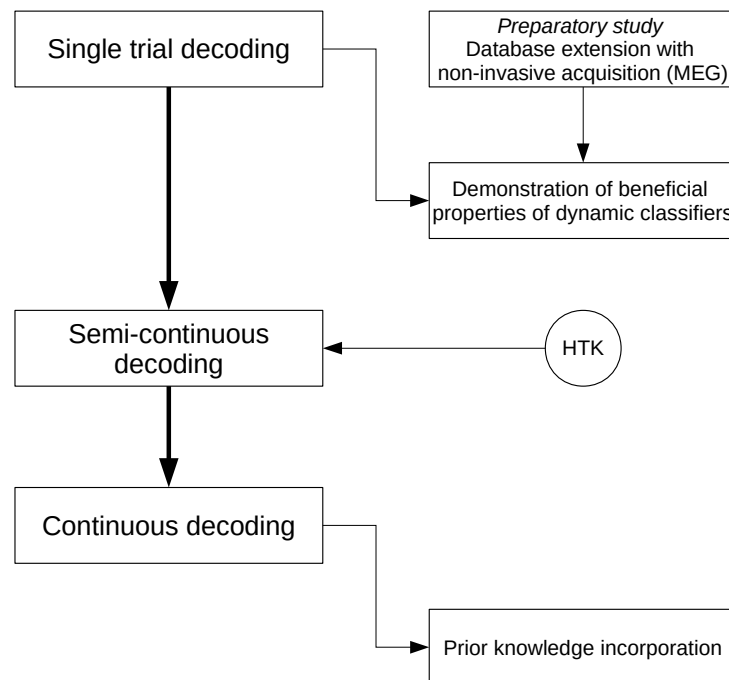 Single trial decoding
Preparatory study
Database extension with
non-invasive acquisition (MEG)
Demonstration of beneficial
properties of dynamic classifiers
Semi-continuous
decoding
HTK
Continuous decoding
Prior knowledge incorporation